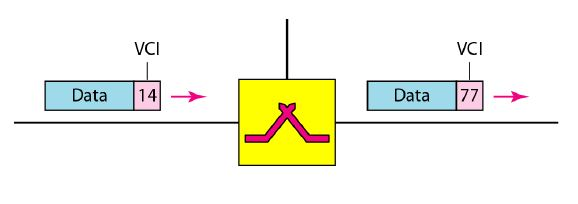 VCI
Data 14
VCI
Data 77